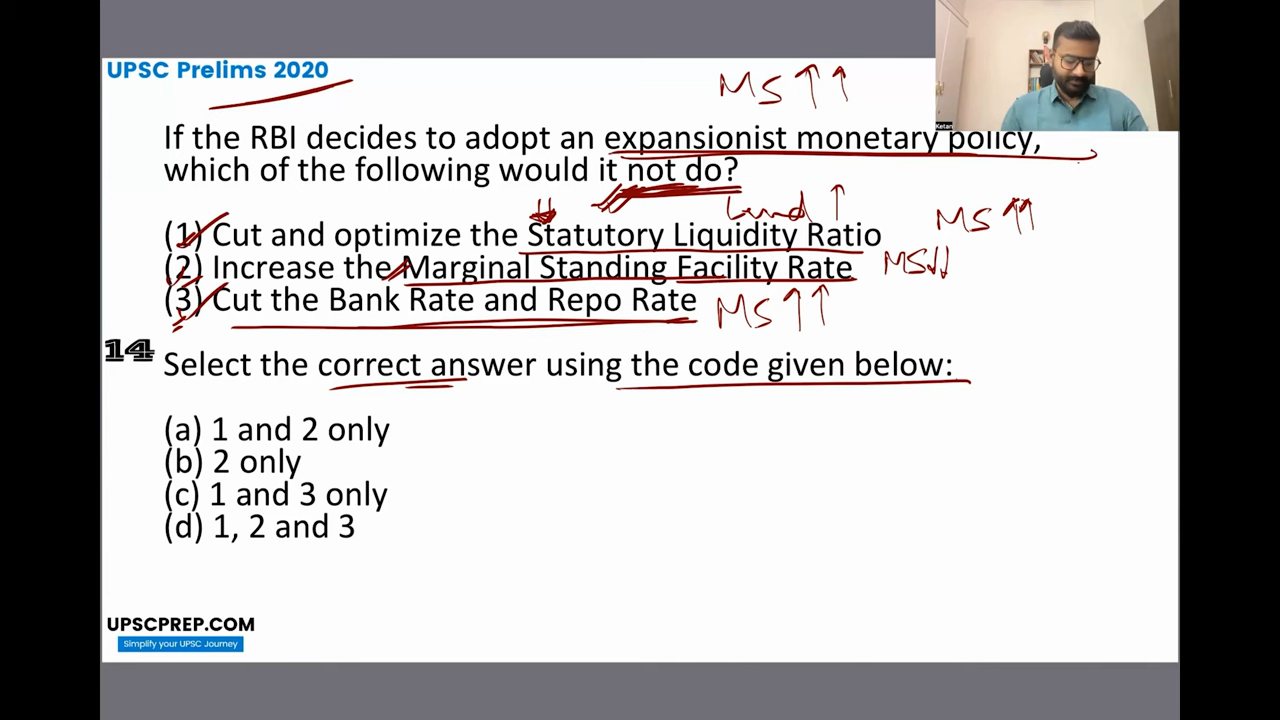 UPSC Prelims 2020
MS ↑↑
Ketan
If the RBI decides to adopt an expansionist monetary policy,
which of the following would it not do?
Lend ↑
(1) Cut and optimize the Statutory Liquidity Ratio MS ↑↑
(2) Increase the Marginal Standing Facility Rate MS↓↓
(3) Cut the Bank Rate and Repo Rate MS ↑↑
14
Select the correct answer using the code given below:
(a) 1 and 2 only
(b) 2 only
(c) 1 and 3 only
(d) 1, 2 and 3
UPSCPREP.COM
Simplify your UPSC Journey